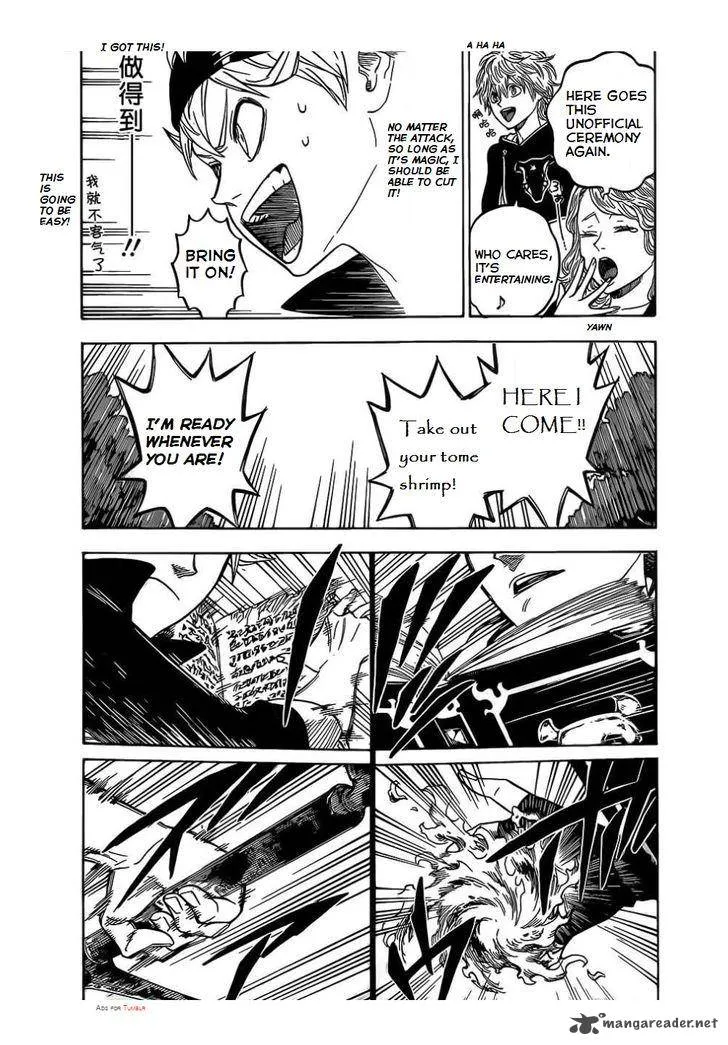 A HA HA
HERE GOES
THIS
UNOFFICIAL
CEREMONY
AGAIN.
哈哈
WHO CARES,
IT'S
ENTERTAINING.
♪
YAWN
I GOT THIS!
NO MATTER
THE ATTACK,
SO LONG AS
IT'S MAGIC, I
SHOULD BE
ABLE TO CUT
IT!
做得到
!!
我就不客气了
THIS
IS
GOING
TO BE
EASY!
BRING
IT ON!
HERE I
COME!!
Take out
your tome
shrimp!
I'M READY
WHENEVER
YOU ARE!
Ads for Tumblr
mangareader.net